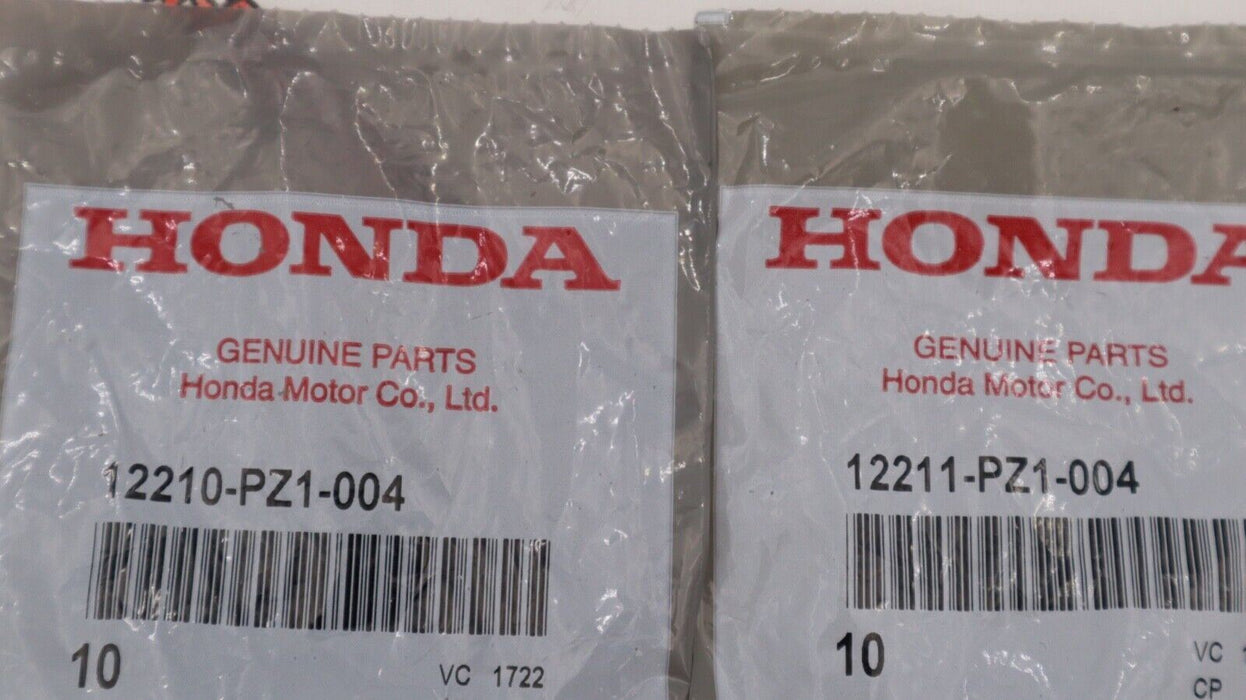 HONDA
GENUINE PARTS
Honda Motor Co., Ltd.
12210-PZ1-004
10
VC 1722
HONDA
GENUINE PARTS
Honda Motor Co., Ltd.
12211-PZ1-004
10
VC
CP